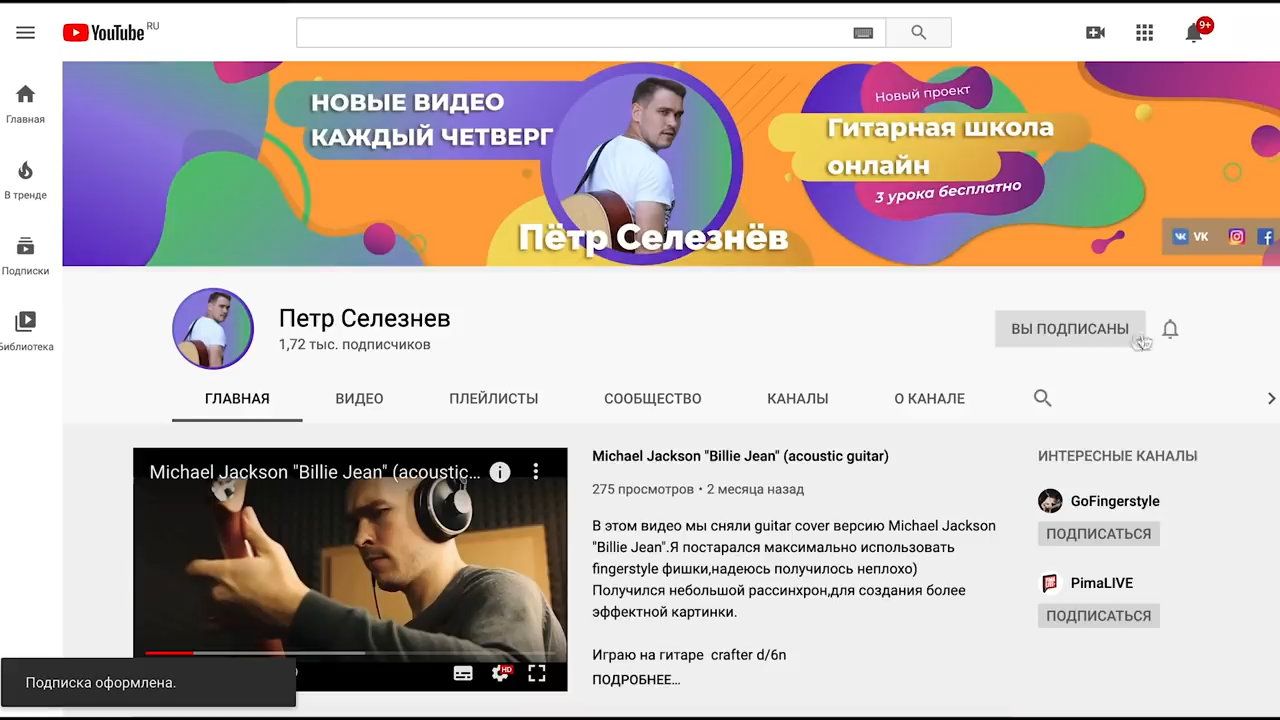 YouTube RU
9+
Главная
В тренде
Подписки
Библиотека
НОВЫЕ ВИДЕО
КАЖДЫЙ ЧЕТВЕРГ
Новый проект
Гитарная школа
онлайн
3 урока бесплатно
Пётр Селезнёв
VK
Петр Селезнев
1,72 тыс. подписчиков
ВЫ ПОДПИСАНЫ
ГЛАВНАЯ ВИДЕО ПЛЕЙЛИСТЫ СООБЩЕСТВО КАНАЛЫ О КАНАЛЕ
Michael Jackson "Billie Jean" (acoustic...
HD
Michael Jackson "Billie Jean" (acoustic guitar)
275 просмотров • 2 месяца назад
В этом видео мы сняли guitar cover версию Michael Jackson
"Billie Jean".Я постарался максимально использовать
fingerstyle фишки,надеюсь получилось неплохо)
Получился небольшой рассинхрон,для создания более
эффектной картинки.
Играю на гитаре crafter d/6n
ПОДРОБНЕЕ...
ИНТЕРЕСНЫЕ КАНАЛЫ
GoFingerstyle
ПОДПИСАТЬСЯ
PimaLIVE
ПОДПИСАТЬСЯ
Подписка оформлена.